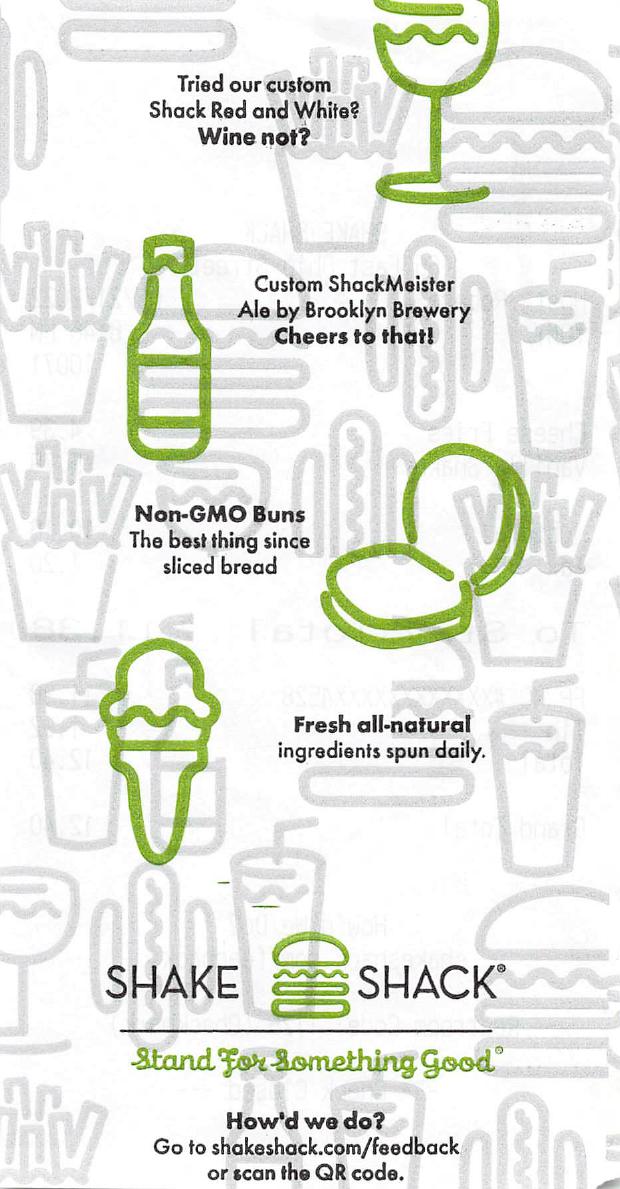 Tried our custom
Shack Red and White?
Wine not?
Custom ShackMeister
Ale by Brooklyn Brewery
Cheers to that!
Non-GMO Buns
The best thing since
sliced bread
Fresh all-natural
ingredients spun daily.
SHAKE SHACK®
Stand For Something Good®
How'd we do?
Go to shakeshack.com/feedback
or scan the QR code.